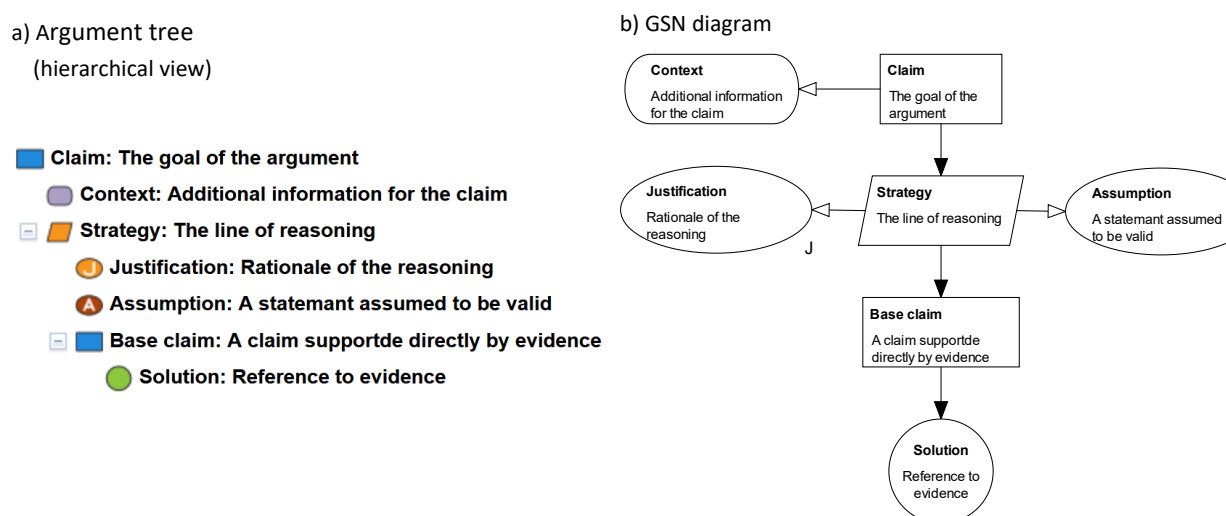 a) Argument tree
(hierarchical view)
Claim: The goal of the argument
Context: Additional information for the claim
Strategy: The line of reasoning
J Justification: Rationale of the reasoning
A Assumption: A statemant assumed to be valid
Base claim: A claim supportde directly by evidence
Solution: Reference to evidence
b) GSN diagram
Context
Additional information
for the claim
Claim
The goal of the
argument
Justification
Rationale of the
reasoning
J
Strategy
The line of reasoning
Assumption
A statemant assumed
to be valid
Base claim
A claim supportde
directly by evidence
Solution
Reference to
evidence